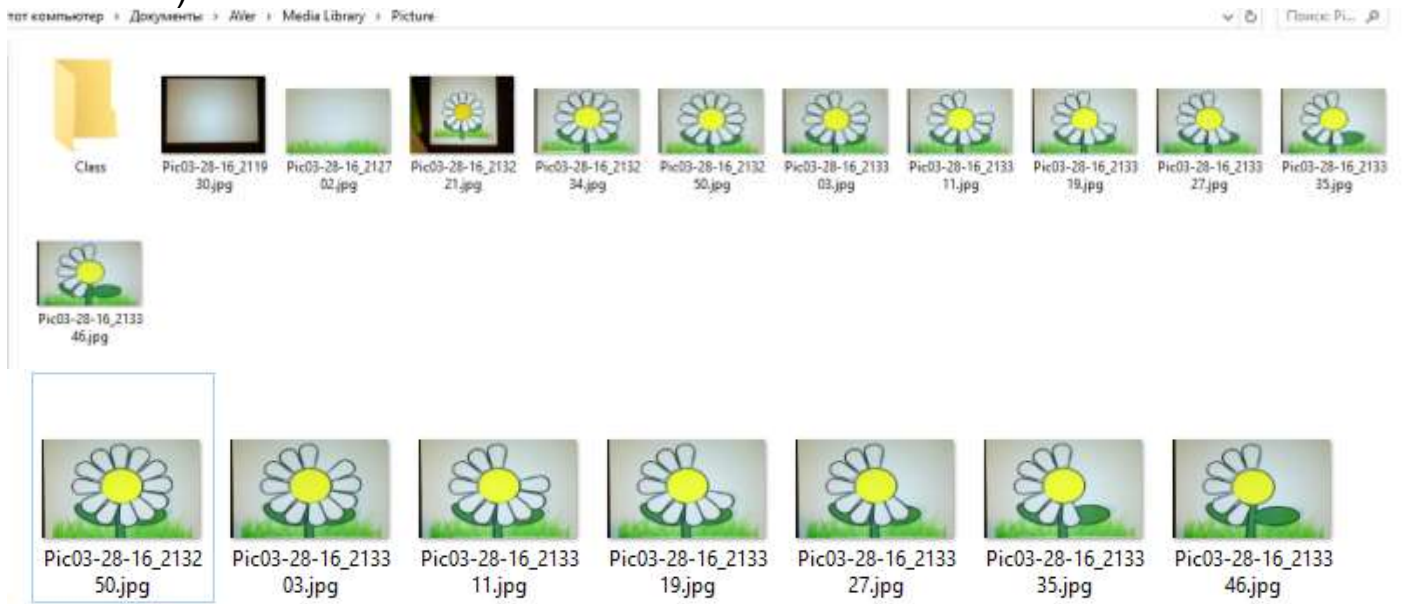 )
тот компьютер › Документы › AVer › Media Library › Picture
Поиск: Pi...
Class
Pic03-28-16_2119
30.jpg
Pic03-28-16_2127
02.jpg
Pic03-28-16_2132
21.jpg
Pic03-28-16_2132
34.jpg
Pic03-28-16_2132
50.jpg
Pic03-28-16_2133
03.jpg
Pic03-28-16_2133
11.jpg
Pic03-28-16_2133
19.jpg
Pic03-28-16_2133
27.jpg
Pic03-28-16_2133
35.jpg
Pic03-28-16_2133
46.jpg
Pic03-28-16_2132
50.jpg
Pic03-28-16_2133
03.jpg
Pic03-28-16_2133
11.jpg
Pic03-28-16_2133
19.jpg
Pic03-28-16_2133
27.jpg
Pic03-28-16_2133
35.jpg
Pic03-28-16_2133
46.jpg